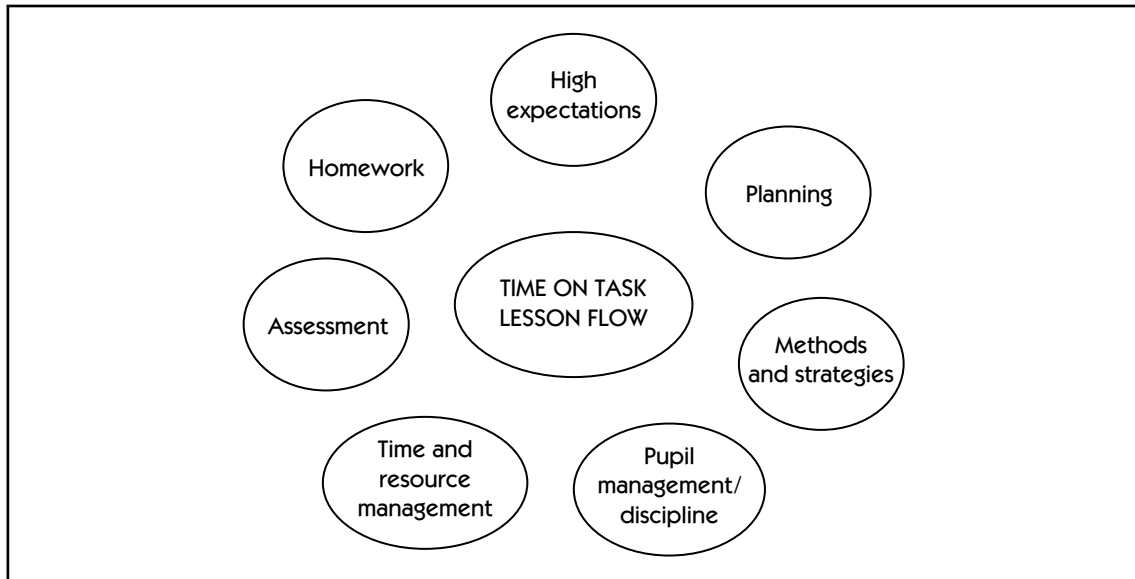 High
expectations
Homework
Planning
TIME ON TASK
LESSON FLOW
Assessment
Methods
and strategies
Time and
resource
management
Pupil
management/
discipline